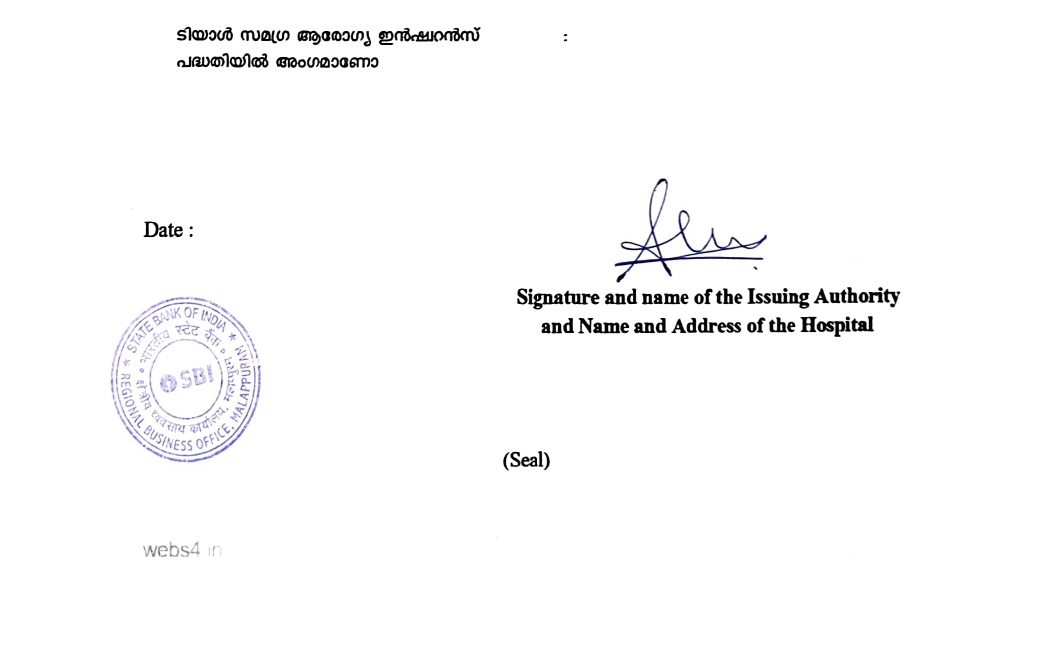 ടിയാൾ സമഗ്ര ആരോഗ്യ ഇൻഷ്വറൻസ് :
പദ്ധതിയിൽ അംഗമാണോ
Date :
Signature and name of the Issuing Authority
and Name and Address of the Hospital
★ STATE BANK OF INDIA ★
REGIONAL BUSINESS OFFICE, MALAPPURAM
भारतीय स्टेट बैंक
क्षेत्रीय व्यवसाय कार्यालय, मलप्पुरम
SBI
(Seal)
webs4 in